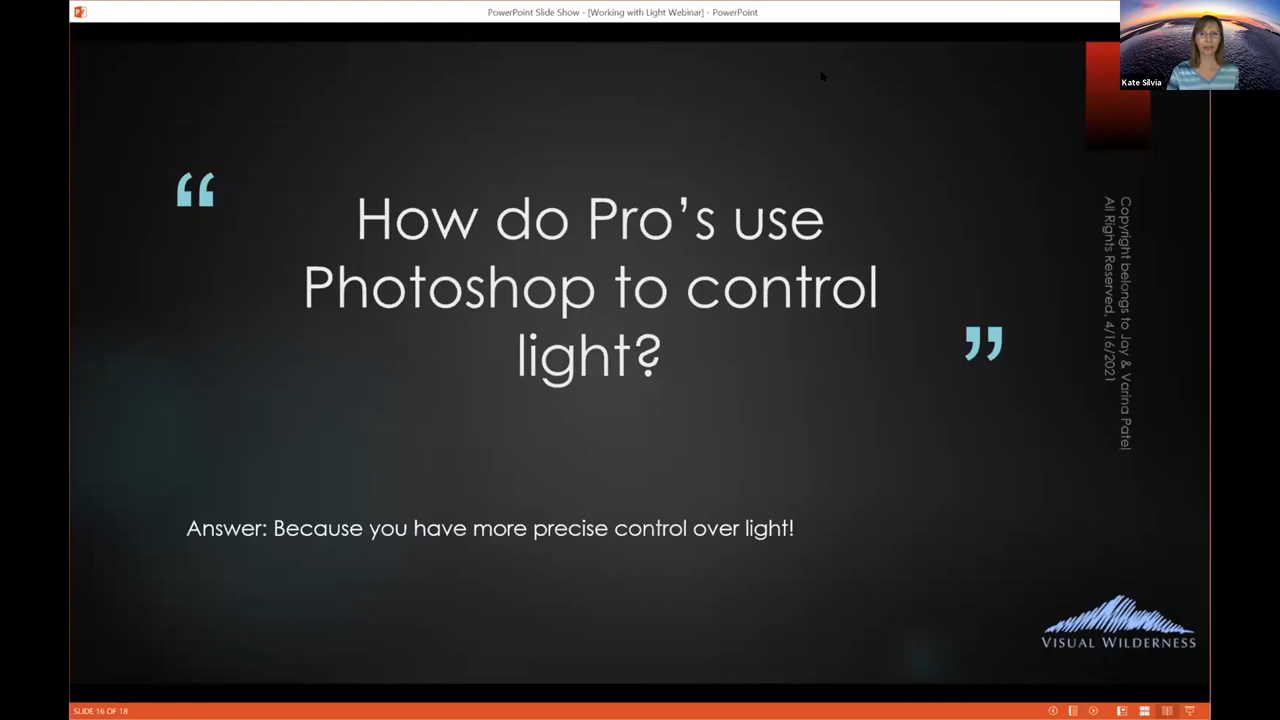 PowerPoint Slide Show - [Working with Light Webinar] - PowerPoint
Kate Silvia
“
How do Pro’s use
Photoshop to control
light?
”
Answer: Because you have more precise control over light!
Copyright belongs to Jay & Varina Patel
All Rights Reserved, 4/16/2021
VISUAL WILDERNESS
SLIDE 16 OF 18